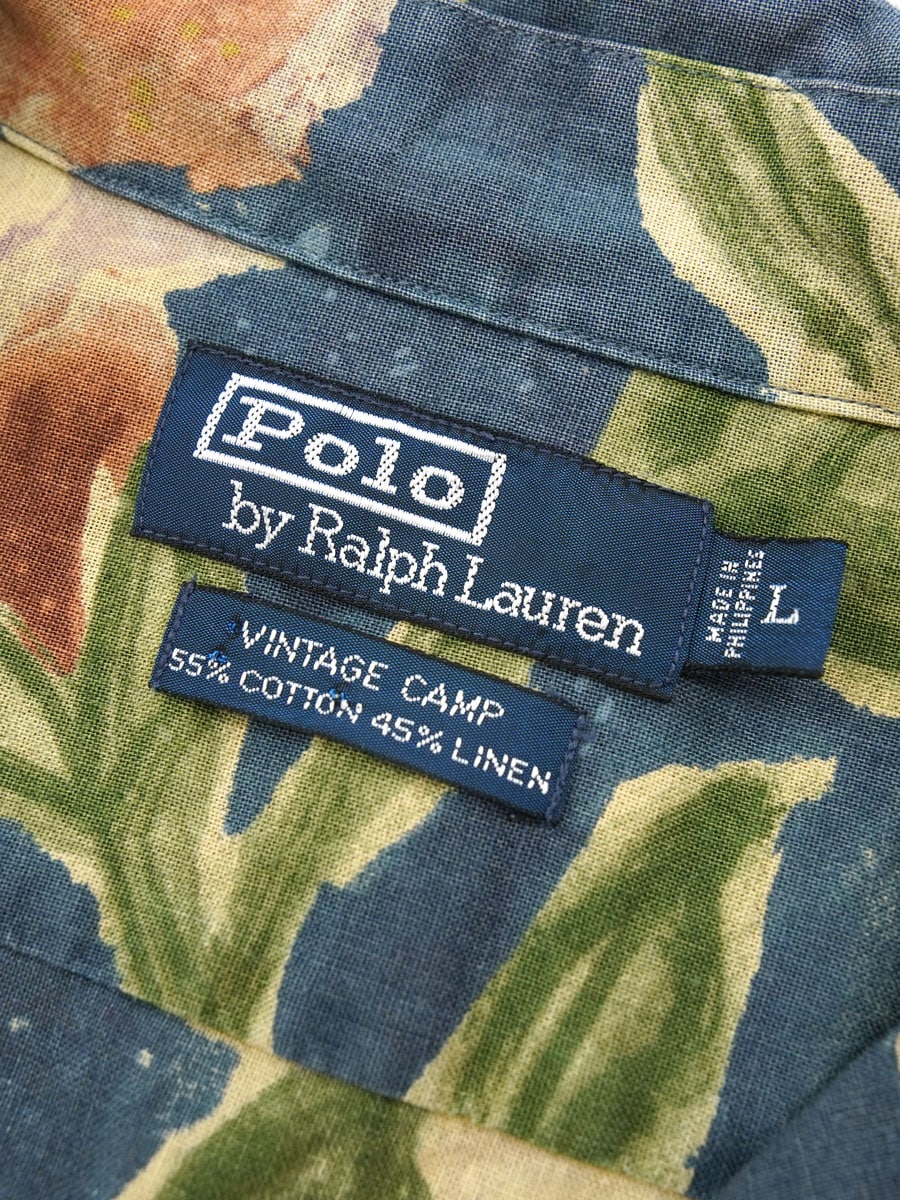 Polo
by Ralph Lauren
MADE IN
PHILIPPINES
L
VINTAGE CAMP
55% COTTON 45% LINEN